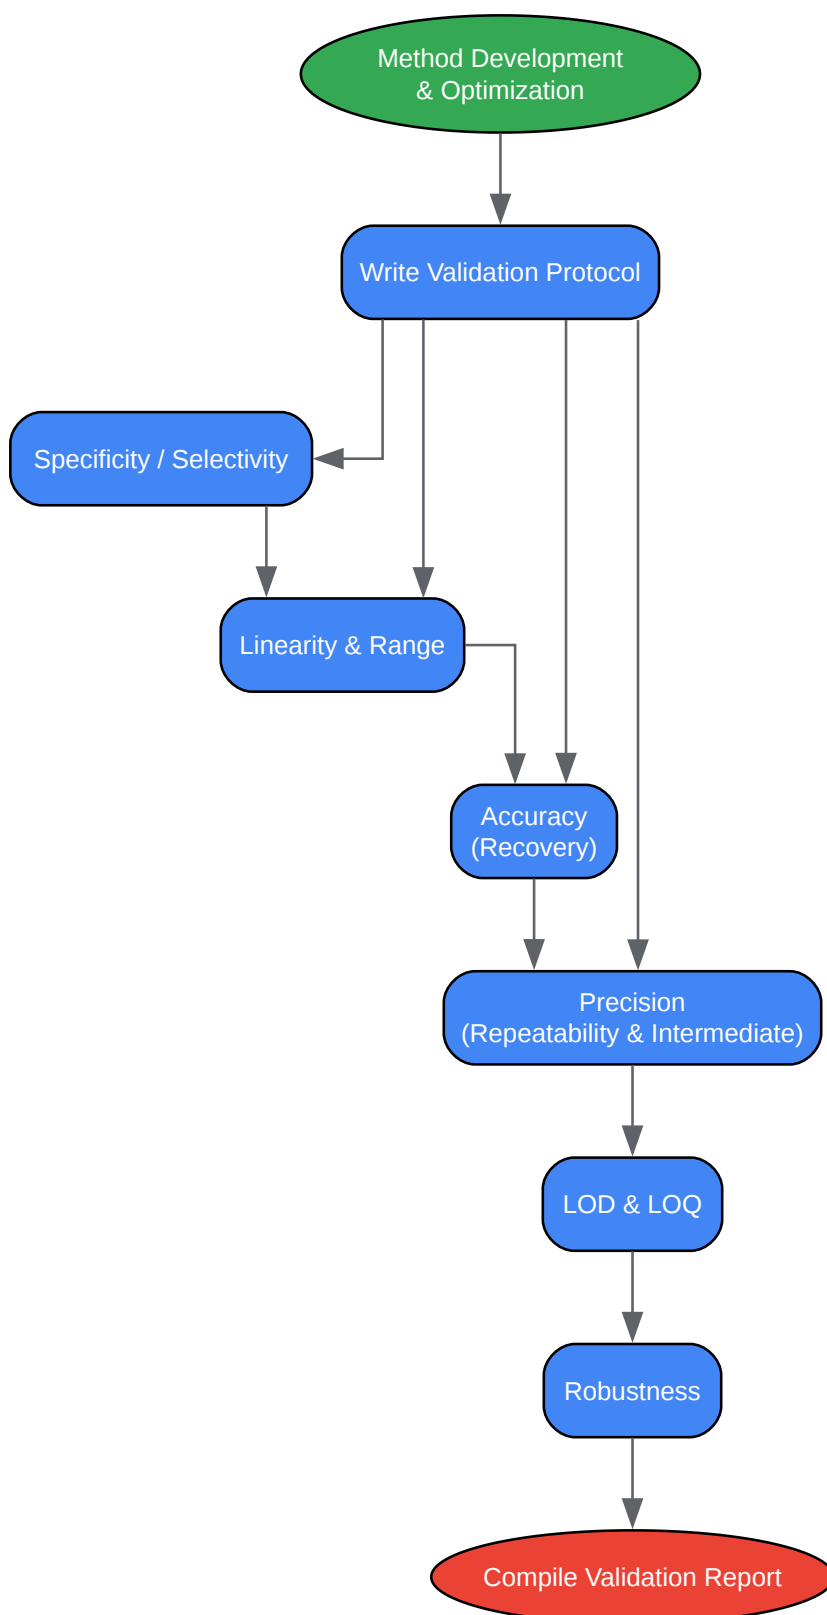 Method Development
& Optimization
Write Validation Protocol
Specificity / Selectivity
Linearity & Range
Accuracy
(Recovery)
Precision
(Repeatability & Intermediate)
LOD & LOQ
Robustness
Compile Validation Report